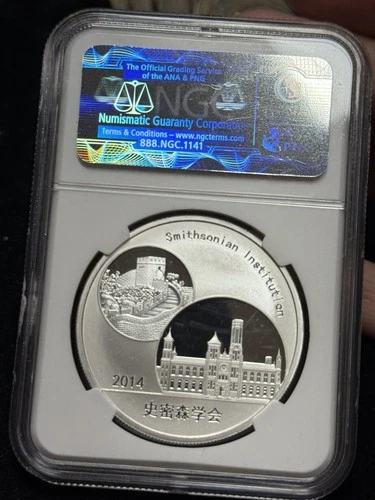 The Official Grading Service
of the ANA & PNG
NGC
Numismatic Guaranty Corporation
Terms & Conditions – www.ngcterms.com
888.NGC.1141
Smithsonian Institution
2014
史密森学会